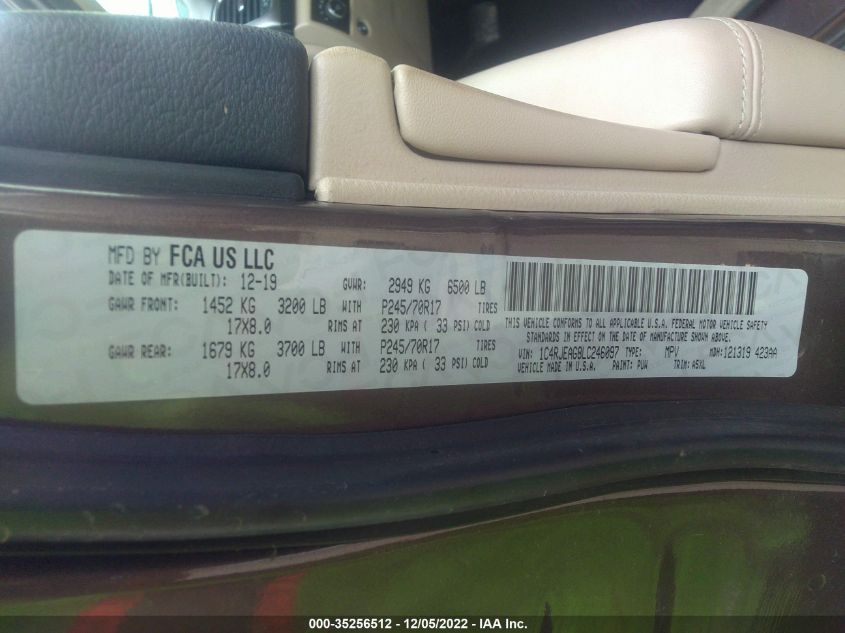 MFD BY FCA US LLC
DATE OF MFR(BUILT): 12-19 GVWR: 2949 KG 6500 LB
GAWR FRONT: 1452 KG 3200 LB WITH P245/70R17 TIRES
17X8.0 RIMS AT 230 KPA ( 33 PSI) COLD
GAWR REAR: 1679 KG 3700 LB WITH P245/70R17 TIRES
17X8.0 RIMS AT 230 KPA ( 33 PSI) COLD
THIS VEHICLE CONFORMS TO ALL APPLICABLE U.S.A. FEDERAL MOTOR VEHICLE SAFETY
STANDARDS IN EFFECT ON THE DATE OF MANUFACTURE SHOWN ABOVE.
VIN: 1C4RJEAG8LC246097 TYPE: MPV MDH: 121319 423AA
VEHICLE MADE IN U.S.A. PAINT: PUW TRIM: A5XL
000-35256512 - 12/05/2022 - IAA Inc.